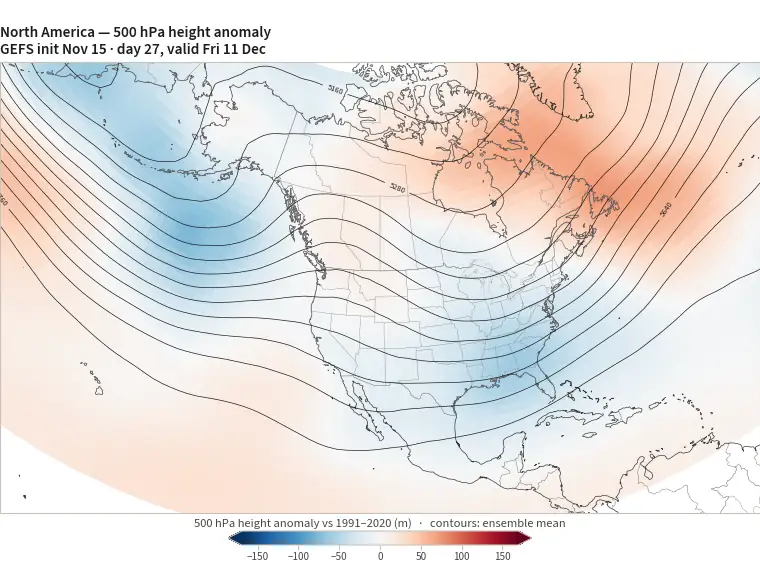 North America — 500 hPa height anomaly
GEFS init Nov 15 · day 27, valid Fri 11 Dec
5160
5280
5640
500 hPa height anomaly vs 1991–2020 (m) · contours: ensemble mean
−150 −100 −50 0 50 100 150